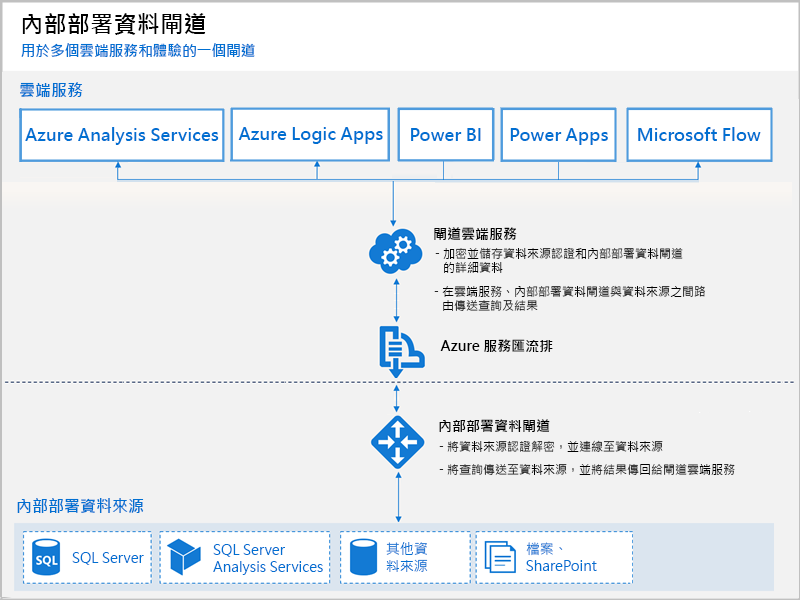 內部部署資料閘道
用於多個雲端服務和體驗的一個閘道
雲端服務
Azure Analysis Services
Azure Logic Apps
Power BI
Power Apps
Microsoft Flow
閘道雲端服務
- 加密並儲存資料來源認證和內部部署資料閘道
的詳細資料
- 在雲端服務、內部部署資料閘道與資料來源之間路
由傳送查詢及結果
Azure 服務匯流排
內部部署資料閘道
- 將資料來源認證解密，並連線至資料來源
- 將查詢傳送至資料來源，並將結果傳回給閘道雲端服務
內部部署資料來源
SQL
SQL Server
SQL Server
Analysis Services
其他資
料來源
檔案、
SharePoint